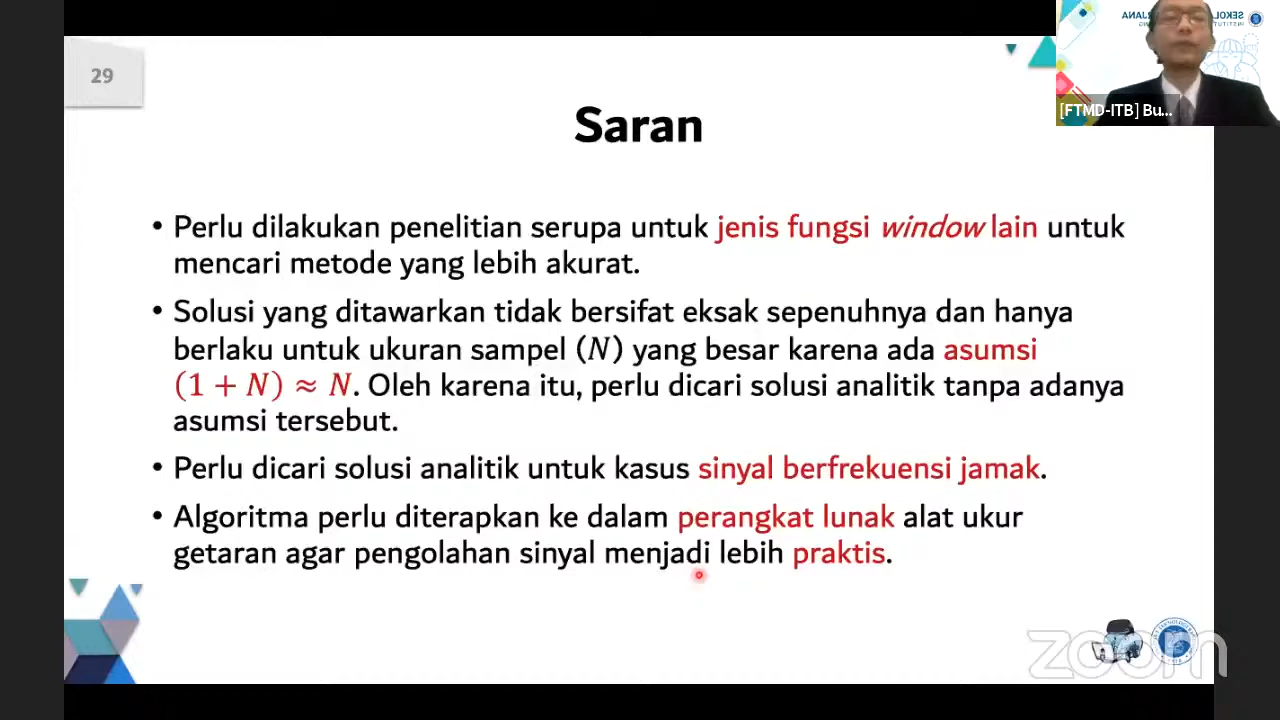 29
[FTMD-ITB] Bu...
Saran
• Perlu dilakukan penelitian serupa untuk jenis fungsi window lain untuk
mencari metode yang lebih akurat.
• Solusi yang ditawarkan tidak bersifat eksak sepenuhnya dan hanya
berlaku untuk ukuran sampel (N) yang besar karena ada asumsi
(1 + N) ≈ N. Oleh karena itu, perlu dicari solusi analitik tanpa adanya
asumsi tersebut.
• Perlu dicari solusi analitik untuk kasus sinyal berfrekuensi jamak.
• Algoritma perlu diterapkan ke dalam perangkat lunak alat ukur
getaran agar pengolahan sinyal menjadi lebih praktis.
zoom